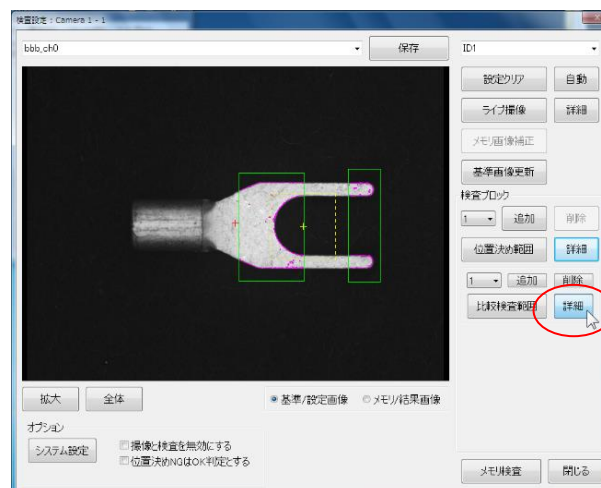 検査設定 : Camera 1 - 1
bbb_ch0
保存
ID1
設定クリア
自動
ライブ撮像
詳細
メモリ画像補正
基準画像更新
検査ブロック
1
追加
削除
位置決め範囲
詳細
1
追加
削除
比較検査範囲
詳細
拡大
全体
基準/設定画像
メモリ/結果画像
オプション
システム設定
撮像と検査を無効にする
位置決めNGはOK判定とする
メモリ検査
閉じる